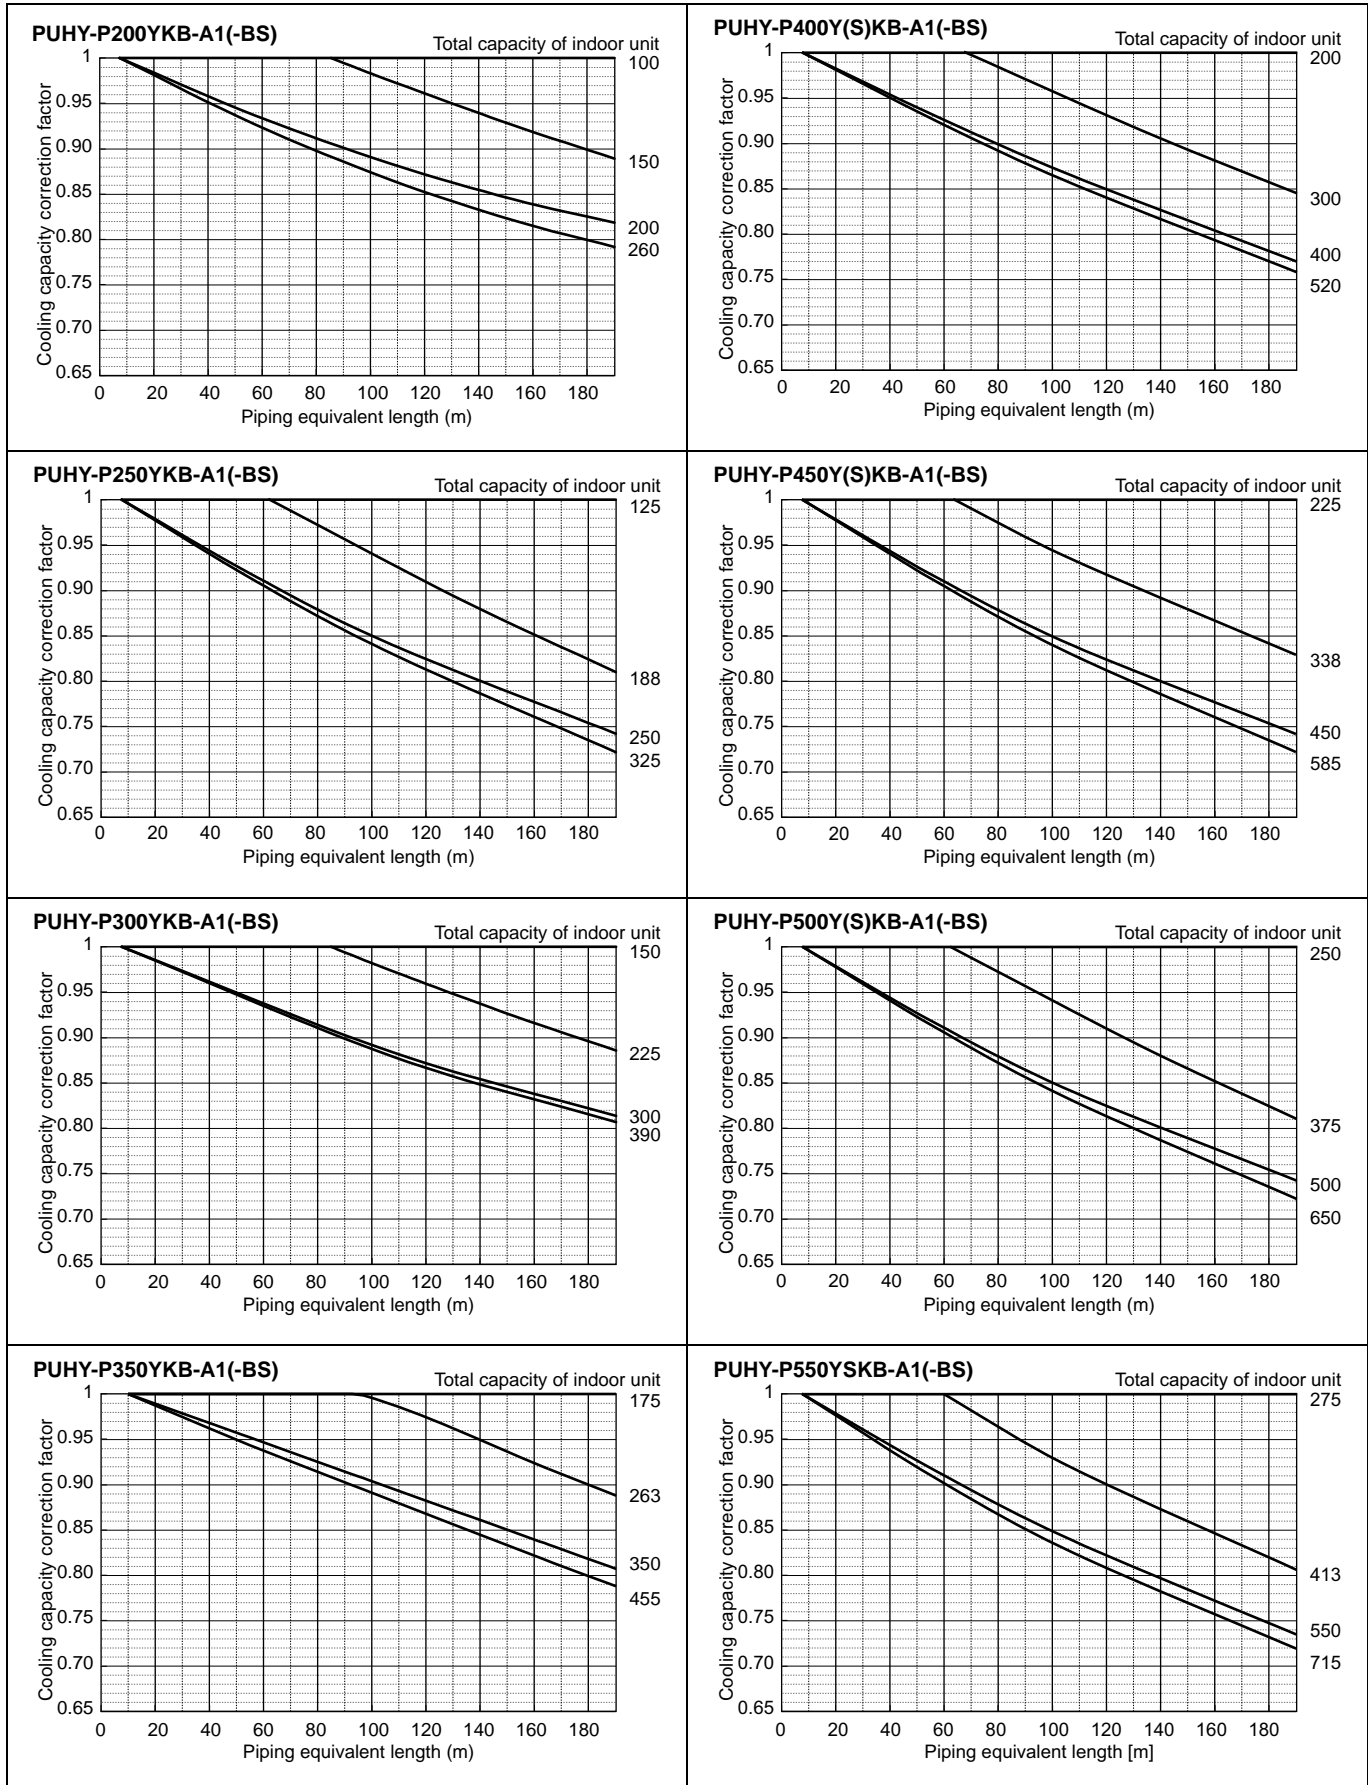 PUHY-P200YKB-A1(-BS)
Total capacity of indoor unit
Cooling capacity correction factor
1
0.95
0.90
0.85
0.80
0.75
0.70
0.65
100
150
200
260
0 20 40 60 80 100 120 140 160 180
Piping equivalent length (m)
PUHY-P400Y(S)KB-A1(-BS)
Total capacity of indoor unit
Cooling capacity correction factor
1
0.95
0.90
0.85
0.80
0.75
0.70
0.65
200
300
400
520
0 20 40 60 80 100 120 140 160 180
Piping equivalent length (m)
PUHY-P250YKB-A1(-BS)
Total capacity of indoor unit
Cooling capacity correction factor
1
0.95
0.90
0.85
0.80
0.75
0.70
0.65
125
188
250
325
0 20 40 60 80 100 120 140 160 180
Piping equivalent length (m)
PUHY-P450Y(S)KB-A1(-BS)
Total capacity of indoor unit
Cooling capacity correction factor
1
0.95
0.90
0.85
0.80
0.75
0.70
0.65
225
338
450
585
0 20 40 60 80 100 120 140 160 180
Piping equivalent length (m)
PUHY-P300YKB-A1(-BS)
Total capacity of indoor unit
Cooling capacity correction factor
1
0.95
0.90
0.85
0.80
0.75
0.70
0.65
150
225
300
390
0 20 40 60 80 100 120 140 160 180
Piping equivalent length (m)
PUHY-P500Y(S)KB-A1(-BS)
Total capacity of indoor unit
Cooling capacity correction factor
1
0.95
0.90
0.85
0.80
0.75
0.70
0.65
250
375
500
650
0 20 40 60 80 100 120 140 160 180
Piping equivalent length (m)
PUHY-P350YKB-A1(-BS)
Total capacity of indoor unit
Cooling capacity correction factor
1
0.95
0.90
0.85
0.80
0.75
0.70
0.65
175
263
350
455
0 20 40 60 80 100 120 140 160 180
Piping equivalent length (m)
PUHY-P550YSKB-A1(-BS)
Total capacity of indoor unit
Cooling capacity correction factor
1
0.95
0.90
0.85
0.80
0.75
0.70
0.65
275
413
550
715
0 20 40 60 80 100 120 140 160 180
Piping equivalent length [m]